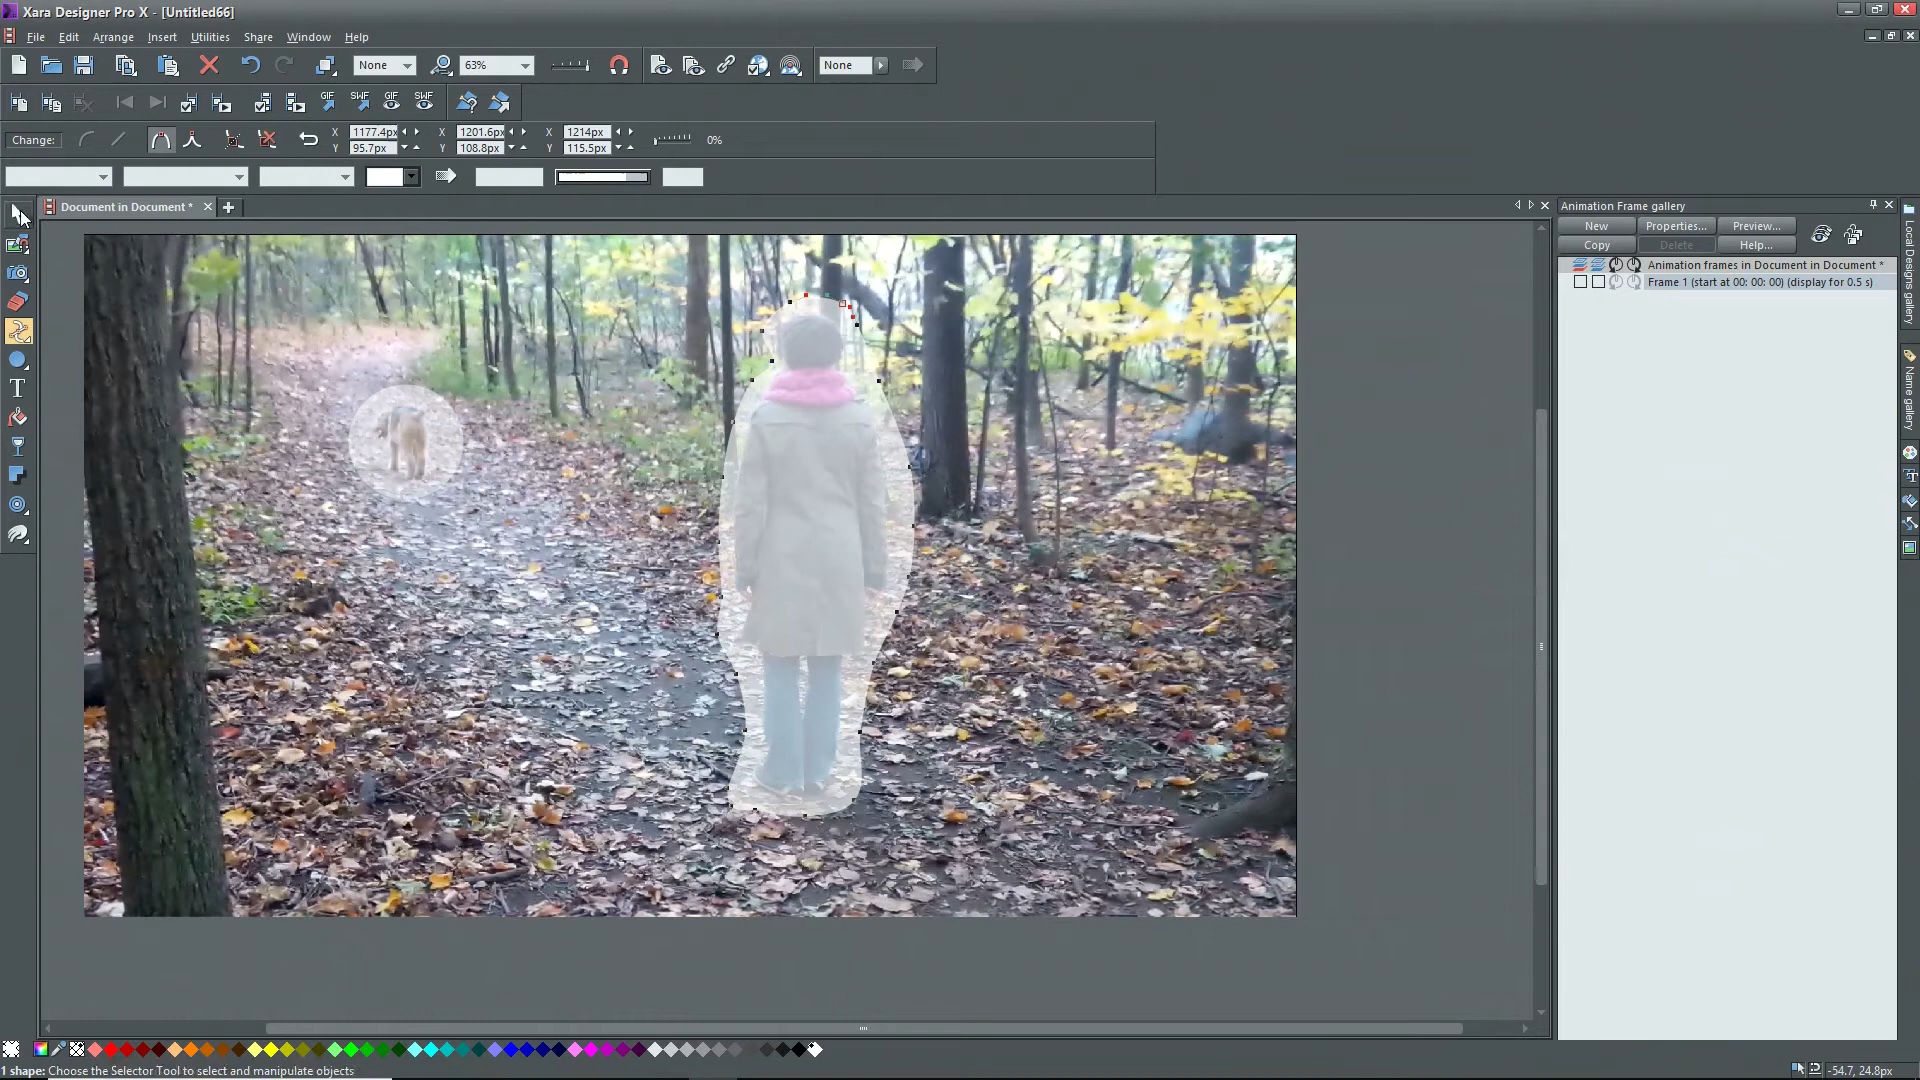 Xara Designer Pro X - [Untitled66]
File Edit Arrange Insert Utilities Share Window Help
None 63% None
GIF SWF GIF SWF
Change: X 1177.4px X 1201.6px X 1214px 0%
Y 95.7px Y 108.8px Y 115.5px
Document in Document *
Animation Frame gallery
New Properties... Preview...
Copy Delete Help...
Animation frames in Document in Document *
Frame 1 (start at 00: 00: 00) (display for 0.5 s)
Local Designs gallery
Name gallery
T
1 shape: Choose the Selector Tool to select and manipulate objects
-54.7, 24.8px